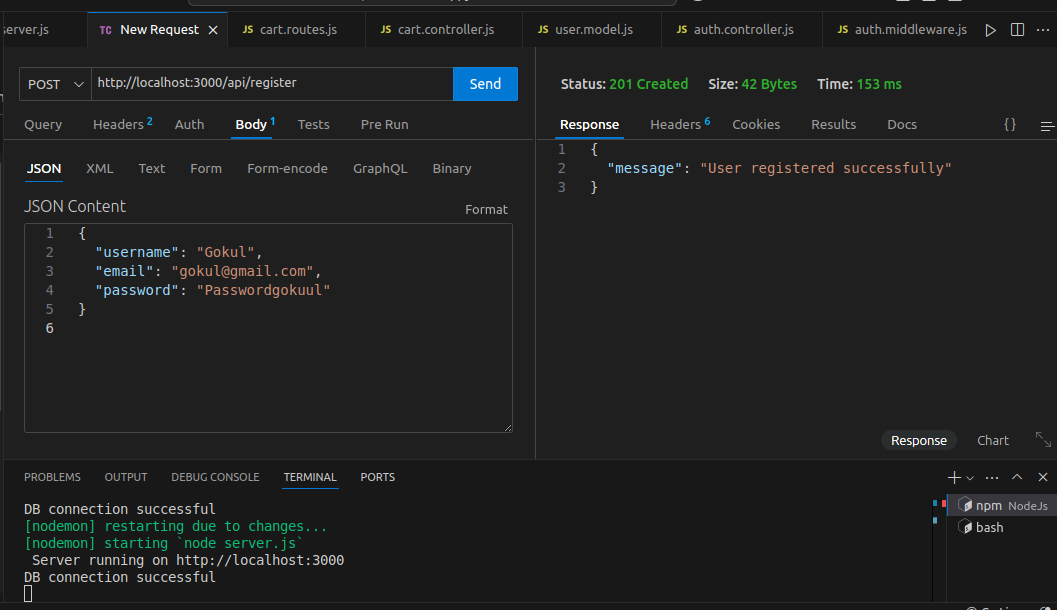 server.js TC New Request × JS cart.routes.js JS cart.controller.js JS user.model.js JS auth.controller.js JS auth.middleware.js ...
POST http://localhost:3000/api/register Send
Status: 201 Created Size: 42 Bytes Time: 153 ms
Query Headers 2 Auth Body 1 Tests Pre Run
Response Headers 6 Cookies Results Docs {}
JSON XML Text Form Form-encode GraphQL Binary
JSON Content Format
1 {
2 "username": "Gokul",
3 "email": "gokul@gmail.com",
4 "password": "Passwordgokuul"
5 }
6
1 {
2 "message": "User registered successfully"
3 }
Response Chart
PROBLEMS OUTPUT DEBUG CONSOLE TERMINAL PORTS
DB connection successful
[nodemon] restarting due to changes...
[nodemon] starting `node server.js`
Server running on http://localhost:3000
DB connection successful
npm NodeJs
bash